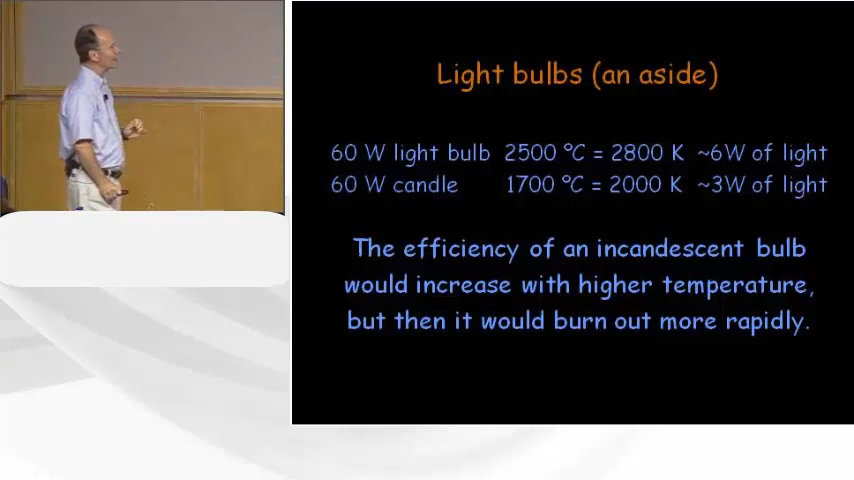 Light bulbs (an aside)
60 W light bulb 2500 °C = 2800 K ~6W of light
60 W candle 1700 °C = 2000 K ~3W of light
The efficiency of an incandescent bulb
would increase with higher temperature,
but then it would burn out more rapidly.